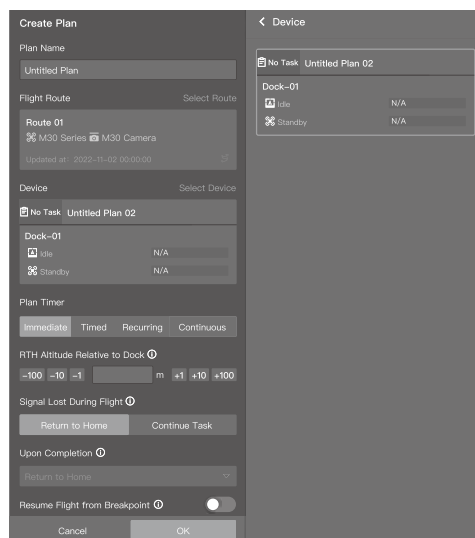 Create Plan
Plan Name
Untitled Plan
Flight Route Select Route
Route 01
M30 Series M30 Camera
Updated at: 2022-11-02 00:00:00
Device Select Device
No Task Untitled Plan 02
Dock-01
Idle N/A
Standby N/A
Plan Timer
Immediate Timed Recurring Continuous
RTH Altitude Relative to Dock
-100 -10 -1 m +1 +10 +100
Signal Lost During Flight
Return to Home Continue Task
Upon Completion
Return to Home
Resume Flight from Breakpoint
Cancel OK
Device
No Task Untitled Plan 02
Dock-01
Idle N/A
Standby N/A